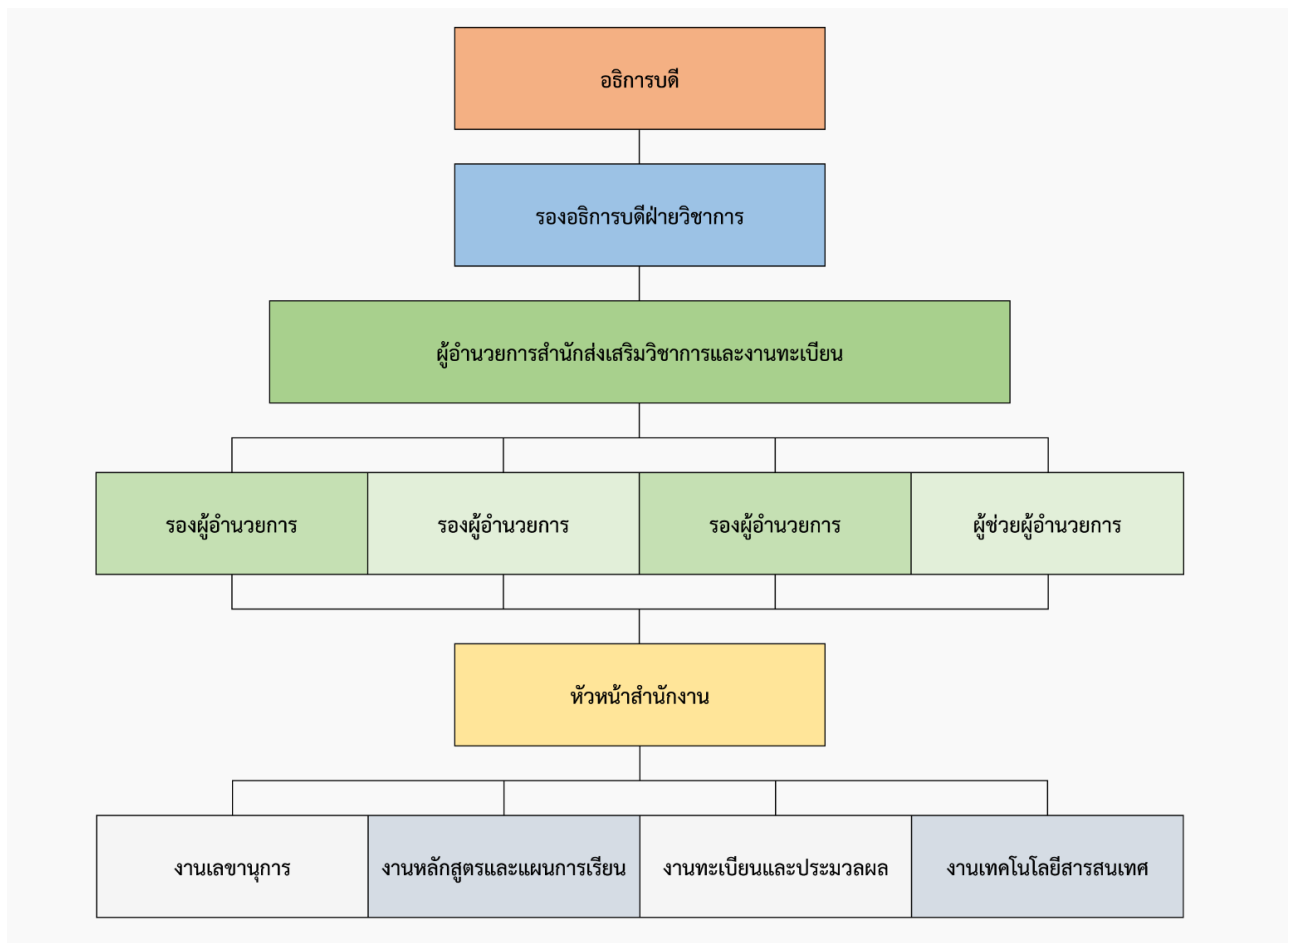 อธิการบดี
รองอธิการบดีฝ่ายวิชาการ
ผู้อำนวยการสำนักส่งเสริมวิชาการและงานทะเบียน
รองผู้อำนวยการ
รองผู้อำนวยการ
รองผู้อำนวยการ
ผู้ช่วยผู้อำนวยการ
หัวหน้าสำนักงาน
งานเลขานุการ
งานหลักสูตรและแผนการเรียน
งานทะเบียนและประมวลผล
งานเทคโนโลยีสารสนเทศ